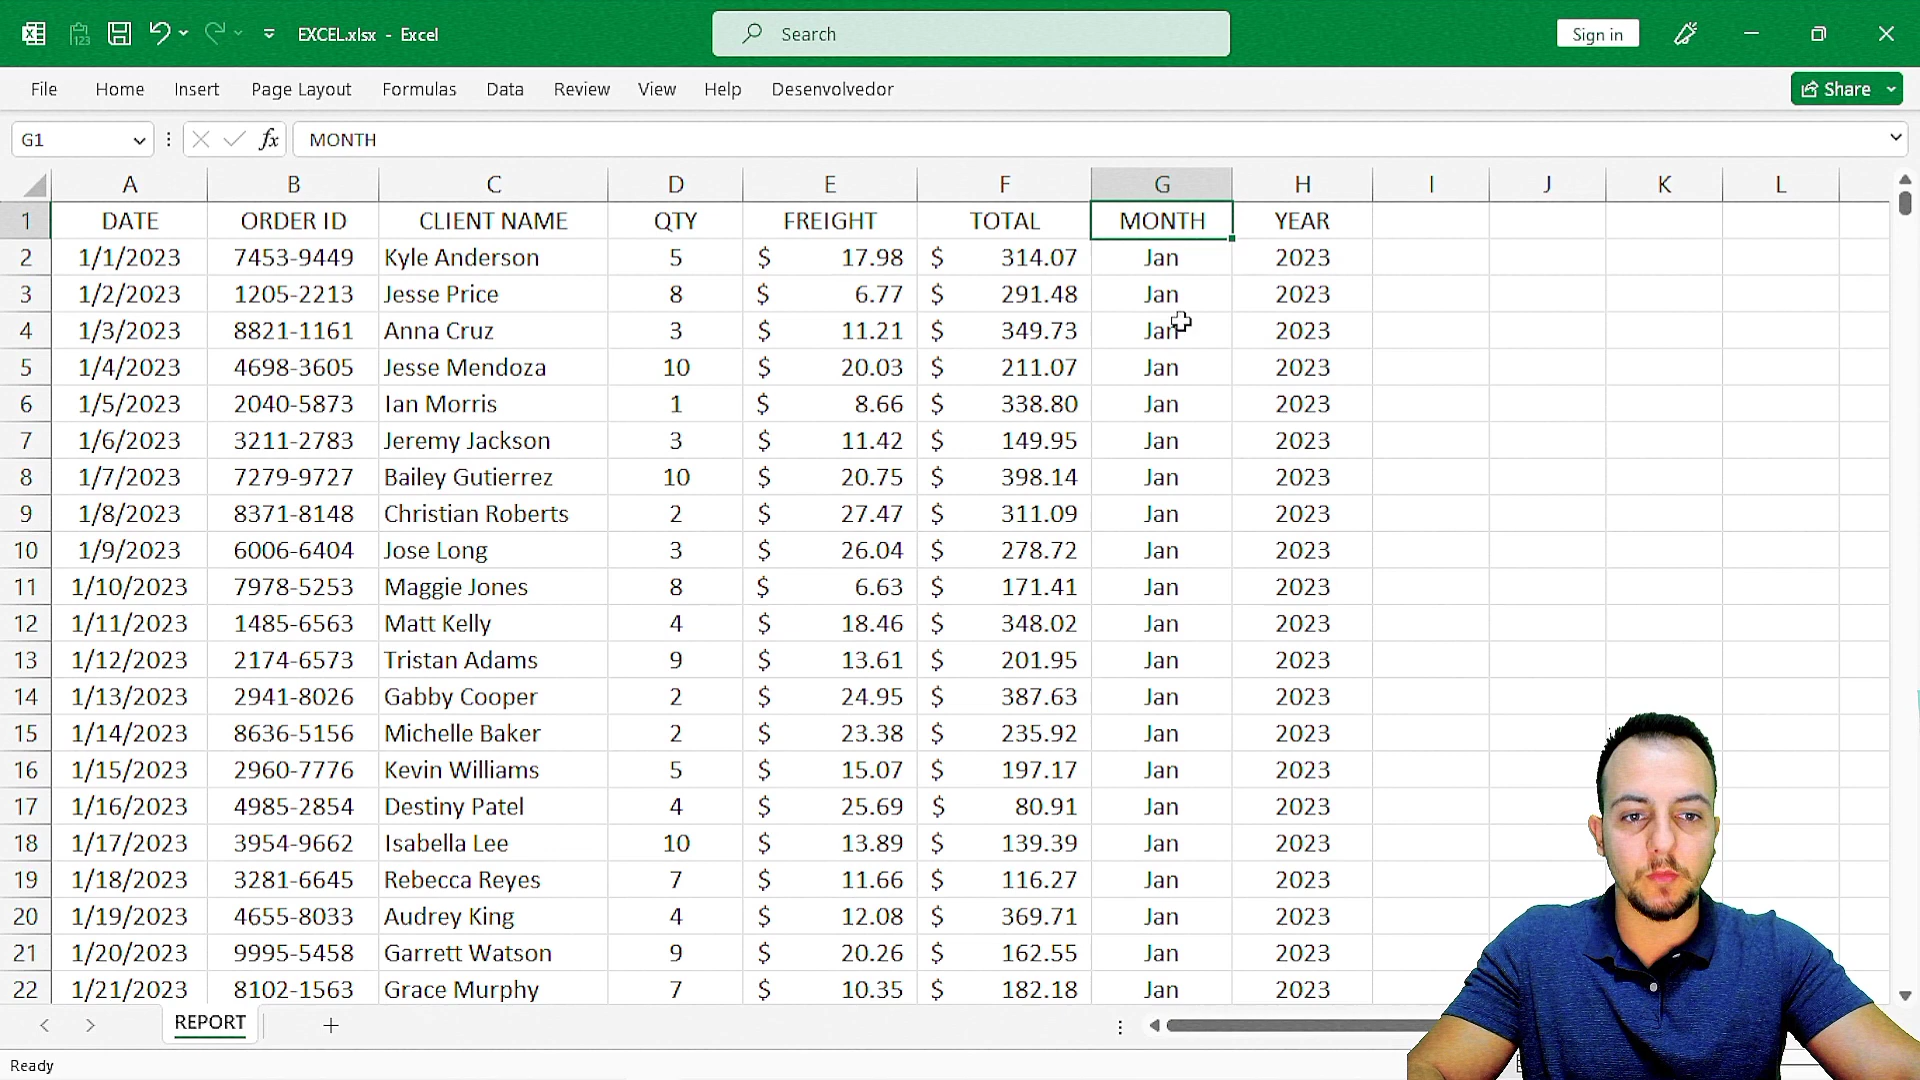 EXCEL.xlsx - Excel
Search
Sign in
File Home Insert Page Layout Formulas Data Review View Help Desenvolvedor
Share
G1
fx
MONTH
A B C D E F G H I J K L
1 DATE ORDER ID CLIENT NAME QTY FREIGHT TOTAL MONTH YEAR
2 1/1/2023 7453-9449 Kyle Anderson 5 $ 17.98 $ 314.07 Jan 2023
3 1/2/2023 1205-2213 Jesse Price 8 $ 6.77 $ 291.48 Jan 2023
4 1/3/2023 8821-1161 Anna Cruz 3 $ 11.21 $ 349.73 Jan 2023
5 1/4/2023 4698-3605 Jesse Mendoza 10 $ 20.03 $ 211.07 Jan 2023
6 1/5/2023 2040-5873 Ian Morris 1 $ 8.66 $ 338.80 Jan 2023
7 1/6/2023 3211-2783 Jeremy Jackson 3 $ 11.42 $ 149.95 Jan 2023
8 1/7/2023 7279-9727 Bailey Gutierrez 10 $ 20.75 $ 398.14 Jan 2023
9 1/8/2023 8371-8148 Christian Roberts 2 $ 27.47 $ 311.09 Jan 2023
10 1/9/2023 6006-6404 Jose Long 3 $ 26.04 $ 278.72 Jan 2023
11 1/10/2023 7978-5253 Maggie Jones 8 $ 6.63 $ 171.41 Jan 2023
12 1/11/2023 1485-6563 Matt Kelly 4 $ 18.46 $ 348.02 Jan 2023
13 1/12/2023 2174-6573 Tristan Adams 9 $ 13.61 $ 201.95 Jan 2023
14 1/13/2023 2941-8026 Gabby Cooper 2 $ 24.95 $ 387.63 Jan 2023
15 1/14/2023 8636-5156 Michelle Baker 2 $ 23.38 $ 235.92 Jan 2023
16 1/15/2023 2960-7776 Kevin Williams 5 $ 15.07 $ 197.17 Jan 2023
17 1/16/2023 4985-2854 Destiny Patel 4 $ 25.69 $ 80.91 Jan 2023
18 1/17/2023 3954-9662 Isabella Lee 10 $ 13.89 $ 139.39 Jan 2023
19 1/18/2023 3281-6645 Rebecca Reyes 7 $ 11.66 $ 116.27 Jan 2023
20 1/19/2023 4655-8033 Audrey King 4 $ 12.08 $ 369.71 Jan 2023
21 1/20/2023 9995-5458 Garrett Watson 9 $ 20.26 $ 162.55 Jan 2023
22 1/21/2023 8102-1563 Grace Murphy 7 $ 10.35 $ 182.18 Jan 2023
REPORT
Ready